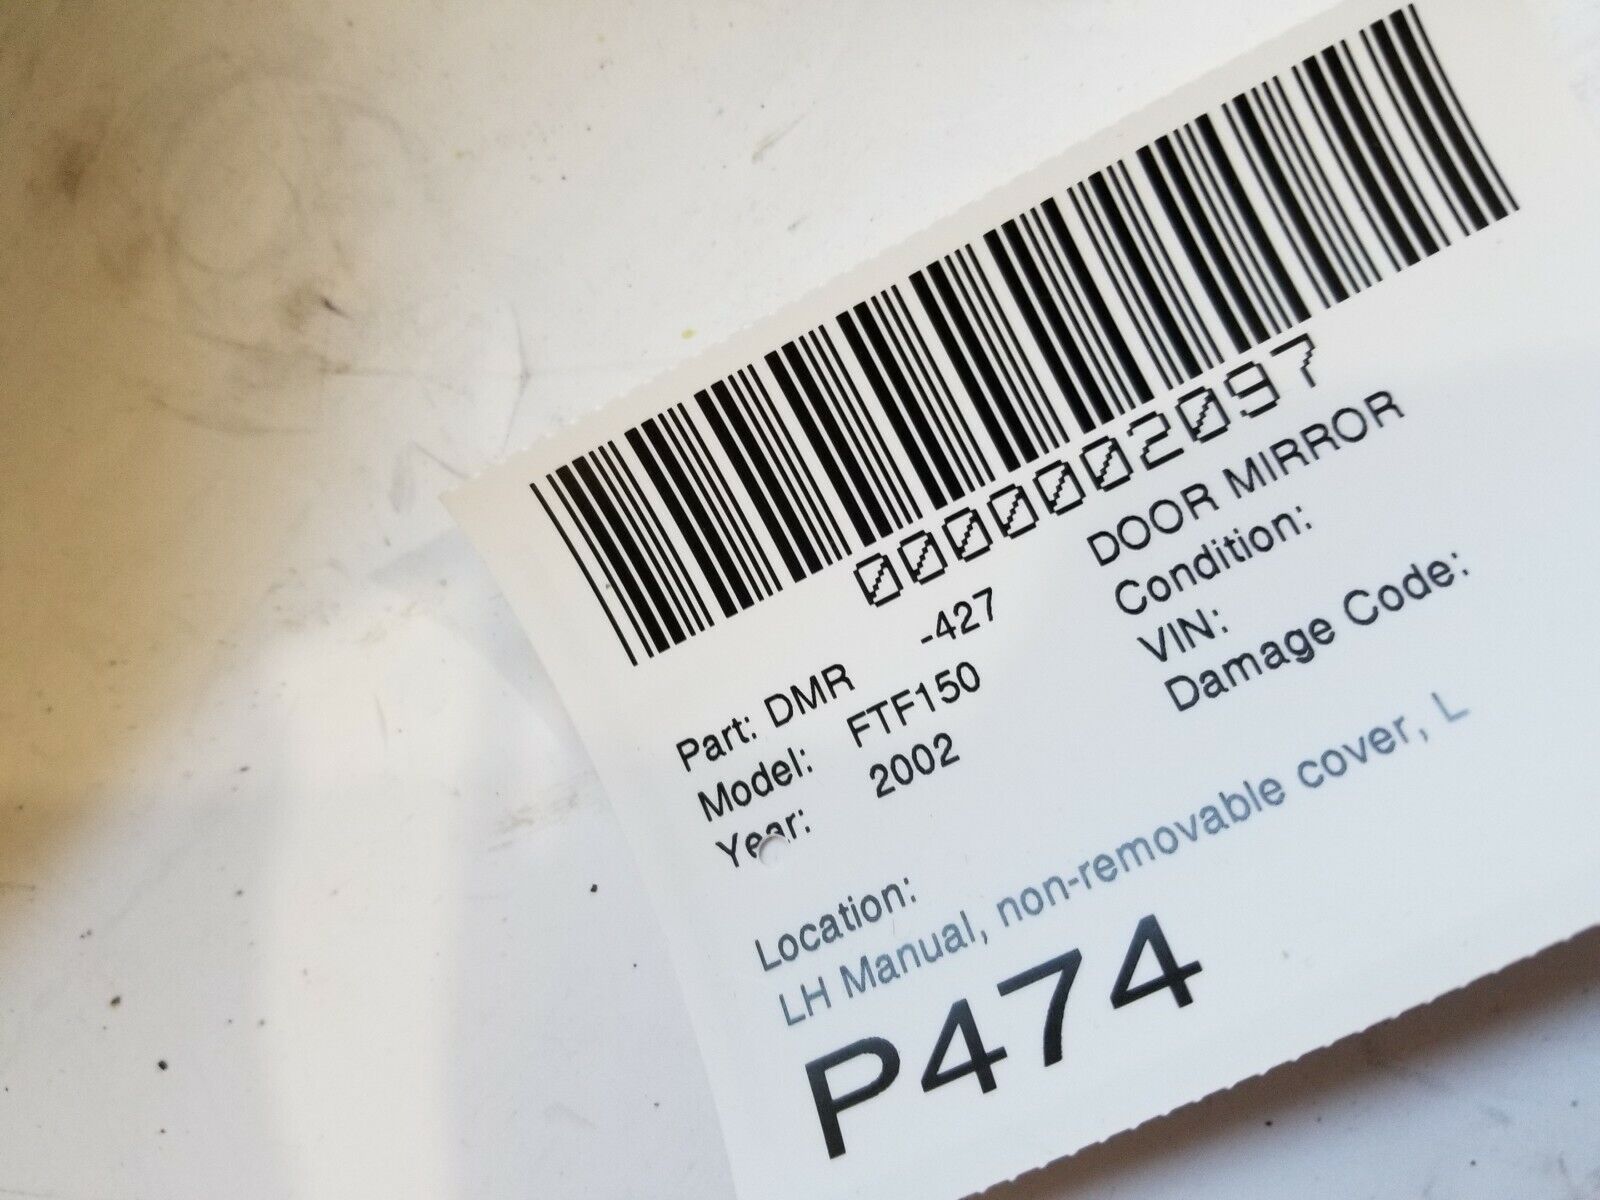 0000002097
Part: DMR -427 DOOR MIRROR
Model: FTF150 Condition:
Year: 2002 VIN:
Damage Code:
Location:
LH Manual, non-removable cover, L
P474